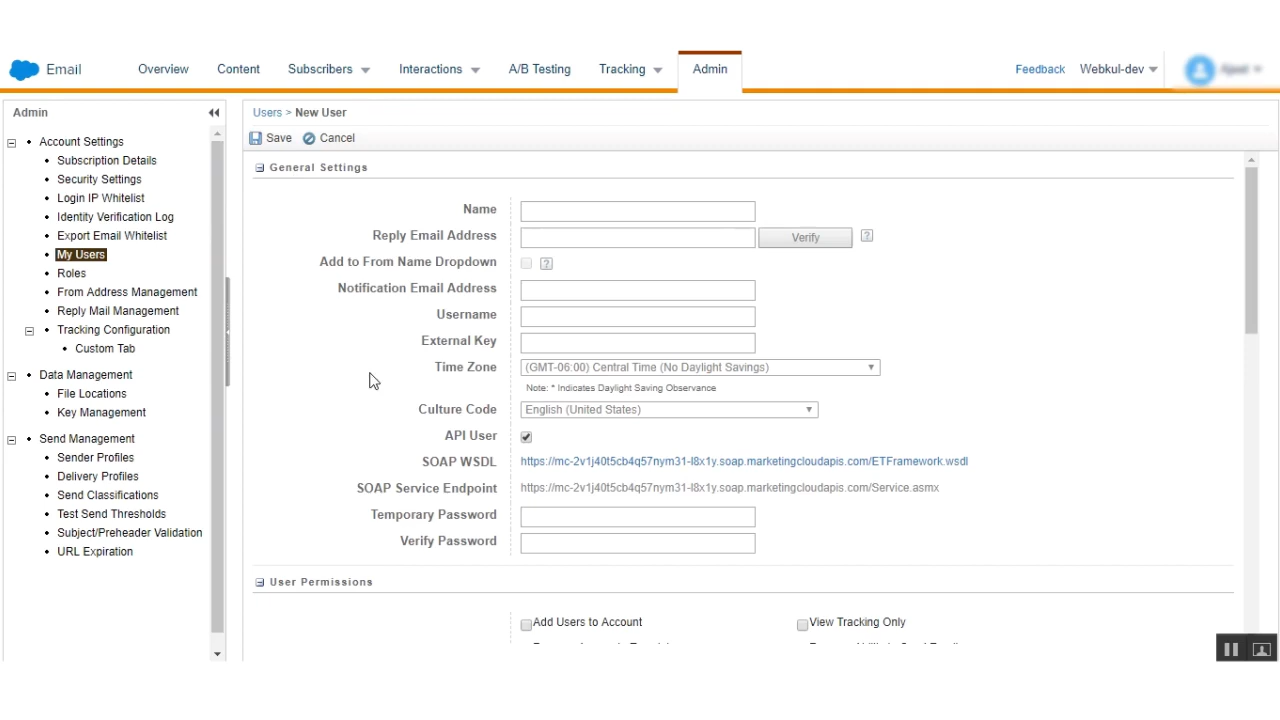 Email Overview Content Subscribers Interactions A/B Testing Tracking Admin Feedback Webkul-dev
Admin
Account Settings
Subscription Details
Security Settings
Login IP Whitelist
Identity Verification Log
Export Email Whitelist
My Users
Roles
From Address Management
Reply Mail Management
Tracking Configuration
Custom Tab
Data Management
File Locations
Key Management
Send Management
Sender Profiles
Delivery Profiles
Send Classifications
Test Send Thresholds
Subject/Preheader Validation
URL Expiration
Users > New User
Save Cancel
General Settings
Name
Reply Email Address Verify ?
Add to From Name Dropdown ?
Notification Email Address
Username
External Key
Time Zone (GMT-06:00) Central Time (No Daylight Savings)
Note: * Indicates Daylight Saving Observance
Culture Code English (United States)
API User
SOAP WSDL https://mc-2v1j40t5cb4q57nym31-l8x1y.soap.marketingcloudapis.com/ETFramework.wsdl
SOAP Service Endpoint https://mc-2v1j40t5cb4q57nym31-l8x1y.soap.marketingcloudapis.com/Service.asmx
Temporary Password
Verify Password
User Permissions
Add Users to Account View Tracking Only